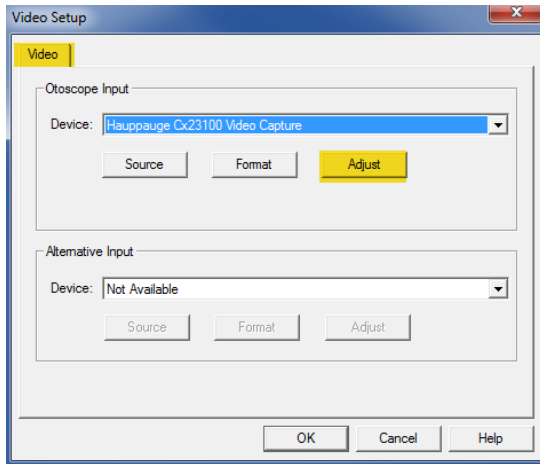 Video Setup
Video
Otoscope Input
Device: Hauppauge Cx23100 Video Capture
Source Format Adjust
Alternative Input
Device: Not Available
Source Format Adjust
OK Cancel Help